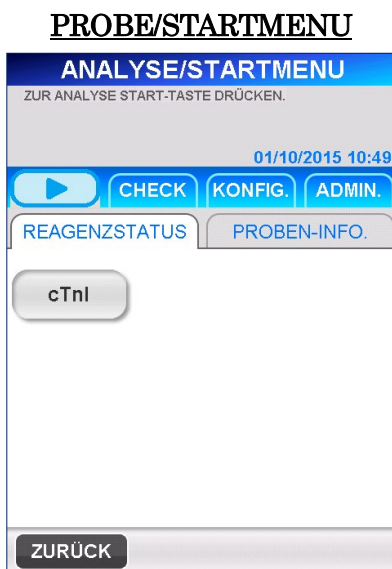 PROBE/STARTMENU
ANALYSE/STARTMENU
ZUR ANALYSE START-TASTE DRÜCKEN.
01/10/2015 10:49
CHECK KONFIG. ADMIN.
REAGENZSTATUS PROBEN-INFO.
cTnI
ZURÜCK